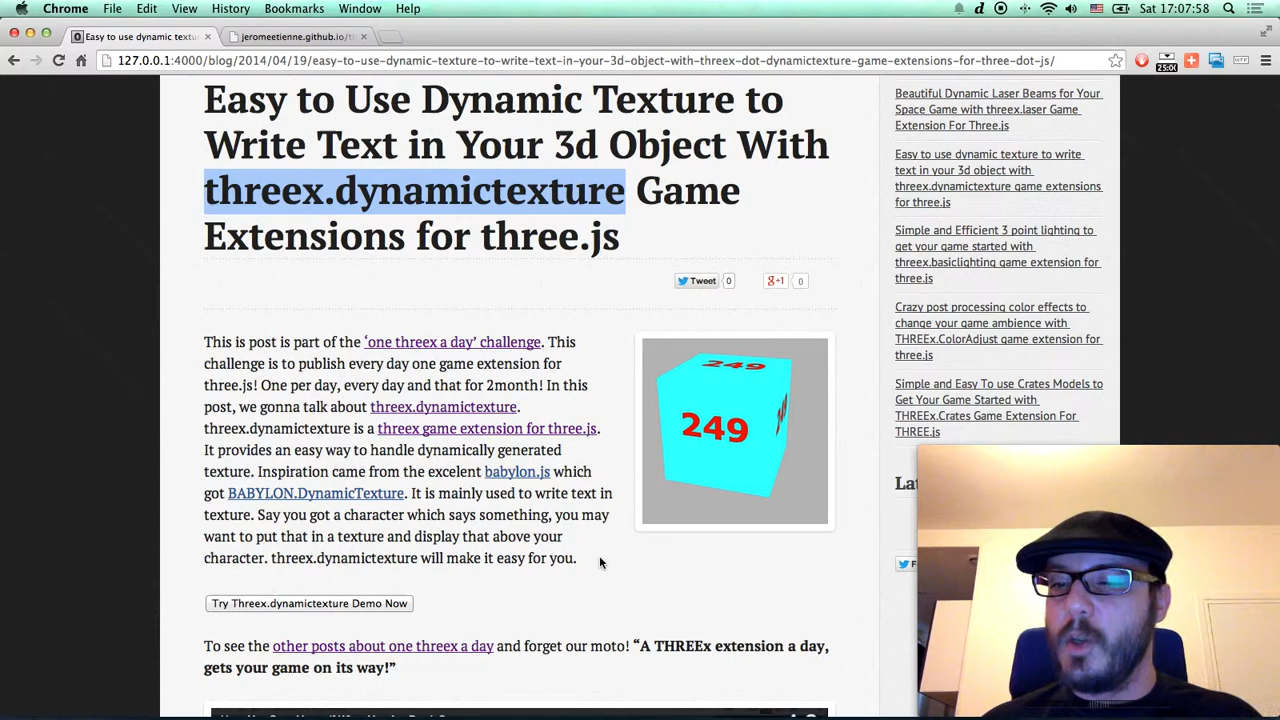 Chrome File Edit View History Bookmarks Window Help Sat 17:07:58
Easy to use dynamic textur jeromeetienne.github.io/t
127.0.0.1:4000/blog/2014/04/19/easy-to-use-dynamic-texture-to-write-text-in-your-3d-object-with-threex-dot-dynamictexture-game-extensions-for-three-dot-js/
25:00
Easy to Use Dynamic Texture to
Write Text in Your 3d Object With
threex.dynamictexture Game
Extensions for three.js
Tweet 0 g+1 0
This is post is part of the ‘one threex a day’ challenge. This
challenge is to publish every day one game extension for
three.js! One per day, every day and that for 2month! In this
post, we gonna talk about threex.dynamictexture.
threex.dynamictexture is a threex game extension for three.js.
It provides an easy way to handle dynamically generated
texture. Inspiration came from the excelent babylon.js which
got BABYLON.DynamicTexture. It is mainly used to write text in
texture. Say you got a character which says something, you may
want to put that in a texture and display that above your
character. threex.dynamictexture will make it easy for you.
249
249
Try Threex.dynamictexture Demo Now
To see the other posts about one threex a day and forget our moto! “A THREEx extension a day,
gets your game on its way!”
Beautiful Dynamic Laser Beams for Your
Space Game with threex.laser Game
Extension For Three.js
Easy to use dynamic texture to write
text in your 3d object with
threex.dynamictexture game extensions
for three.js
Simple and Efficient 3 point lighting to
get your game started with
threex.basiclighting game extension for
three.js
Crazy post processing color effects to
change your game ambience with
THREEx.ColorAdjust game extension for
three.js
Simple and Easy To use Crates Models to
Get Your Game Started with
THREEx.Crates Game Extension For
THREE.js